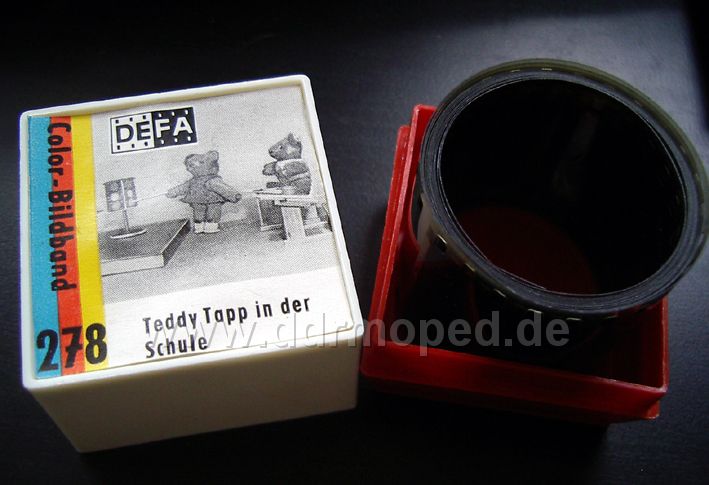 DEFA
Color-Bildband
278
Teddy Tapp in der
Schule
www.ddrmoped.de